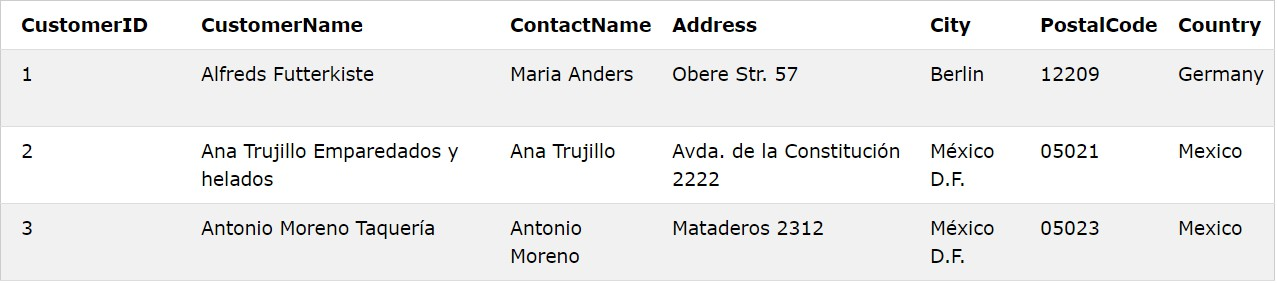 CustomerID CustomerName ContactName Address City PostalCode Country
1 Alfreds Futterkiste Maria Anders Obere Str. 57 Berlin 12209 Germany
2 Ana Trujillo Emparedados y Ana Trujillo Avda. de la Constitución México 05021 Mexico
helados 2222 D.F.
3 Antonio Moreno Taquería Antonio Mataderos 2312 México 05023 Mexico
Moreno D.F.